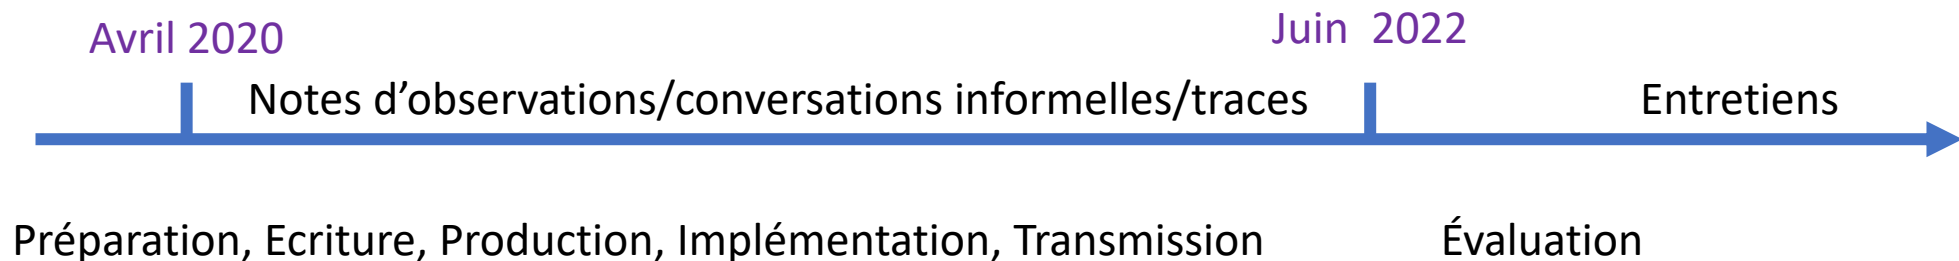 Avril 2020
Juin  2022
Notes d’observations/conversations informelles/traces
Entretiens
Préparation, Ecriture, Production, Implémentation, Transmission
Évaluation